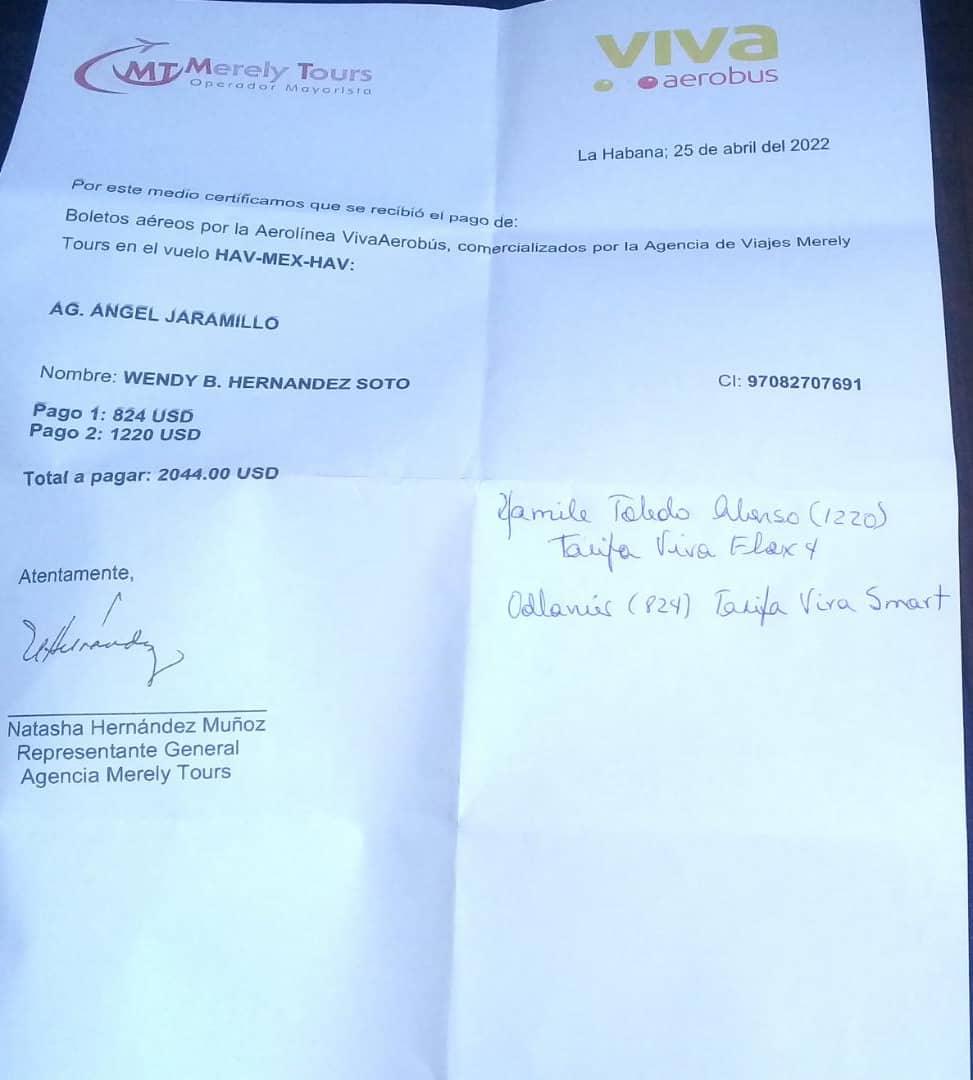 MT Merely Tours
Operador Mayorista
viva
aerobus
La Habana; 25 de abril del 2022
Por este medio certificamos que se recibió el pago de:
Boletos aéreos por la Aerolínea VivaAerobús, comercializados por la Agencia de Viajes Merely
Tours en el vuelo HAV-MEX-HAV:
AG. ANGEL JARAMILLO
Nombre: WENDY B. HERNANDEZ SOTO CI: 97082707691
Pago 1: 824 USD
Pago 2: 1220 USD
Total a pagar: 2044.00 USD
Yamile Toledo Alonso (1220)
Tarifa Viva
Odlanis (824) Tarifa Viva Smart
Atentamente,
Natasha Hernández Muñoz
Representante General
Agencia Merely Tours